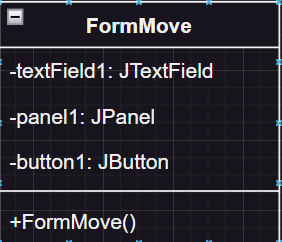 FormMove
-textField1: JTextField
-panel1: JPanel
-button1: JButton
+FormMove()